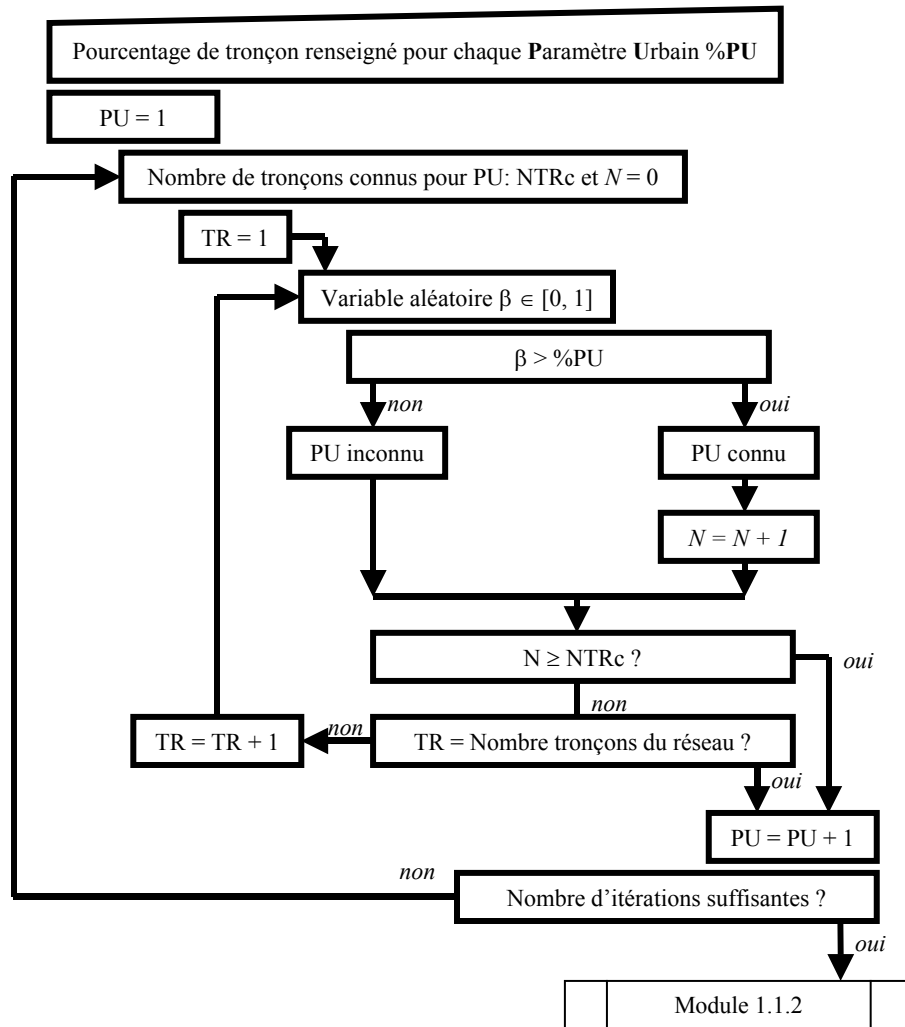 Pourcentage de tronçon renseigné pour chaque Paramètre Urbain %PU
PU = 1
Nombre de tronçons connus pour PU: NTRc et N = 0
TR = 1
Variable aléatoire β ∈ [0, 1]
β > %PU
non
oui
PU inconnu
PU connu
N = N + 1
N ≥ NTRc ?
oui
non
TR = TR + 1
non
TR = Nombre tronçons du réseau ?
oui
PU = PU + 1
non
Nombre d'itérations suffisantes ?
oui
Module 1.1.2